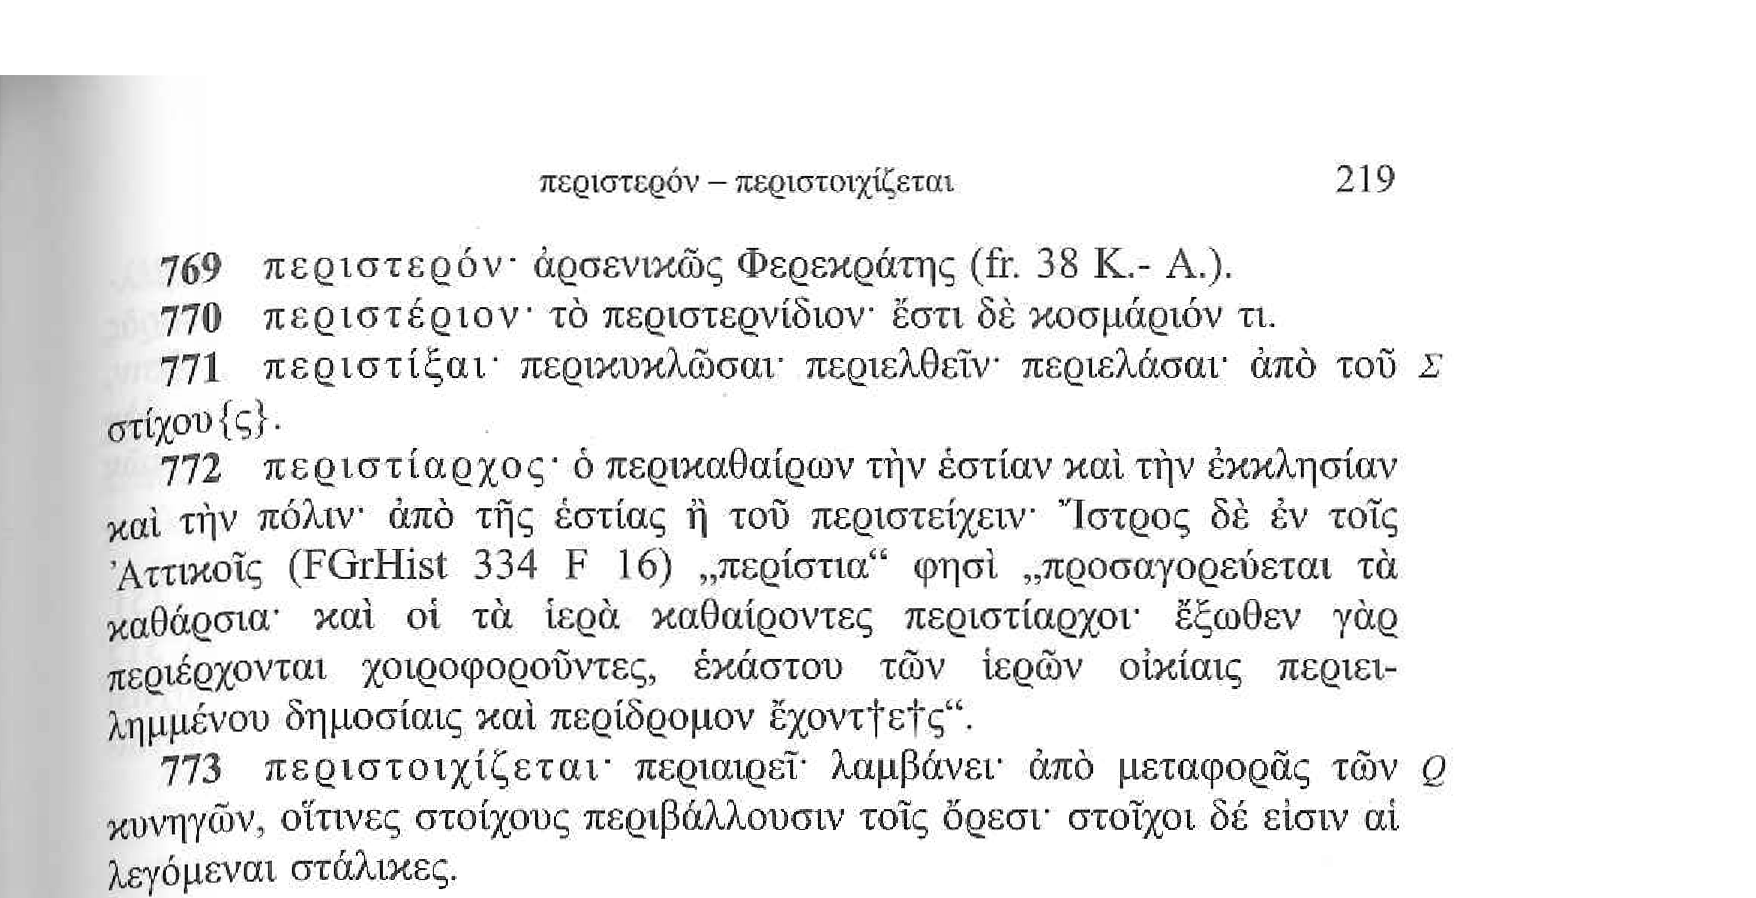 περιστερόν – περιστοιχίζεται 219
769 περιστερόν· ἀρσενικῶς Φερεκράτης (fr. 38 K.- A.).
770 περιστέριον· τὸ περιστερνίδιον· ἔστι δὲ κοσμάριόν τι.
771 περιστίξαι· περικυκλῶσαι· περιελθεῖν· περιελάσαι· ἀπὸ τοῦ Σ
στίχου{ς}.
772 περιστίαρχος· ὁ περικαθαίρων τὴν ἑστίαν καὶ τὴν ἐκκλησίαν
καὶ τὴν πόλιν· ἀπὸ τῆς ἑστίας ἢ τοῦ περιστείχειν· Ἴστρος δὲ ἐν τοῖς
Ἀττικοῖς (FGrHist 334 F 16) „περίστια“ φησὶ „προσαγορεύεται τὰ
καθάρσια· καὶ οἱ τὰ ἱερὰ καθαίροντες περιστίαρχοι· ἔξωθεν γὰρ
περιέρχονται χοιροφοροῦντες, ἑκάστου τῶν ἱερῶν οἰκίαις περιει-
λημμένου δημοσίαις καὶ περίδρομον ἔχοντ†ε†ς“.
773 περιστοιχίζεται· περιαιρεῖ· λαμβάνει· ἀπὸ μεταφορᾶς τῶν Q
κυνηγῶν, οἵτινες στοίχους περιβάλλουσιν τοῖς ὄρεσι· στοῖχοι δέ εἰσιν αἱ
λεγόμεναι στάλικες.